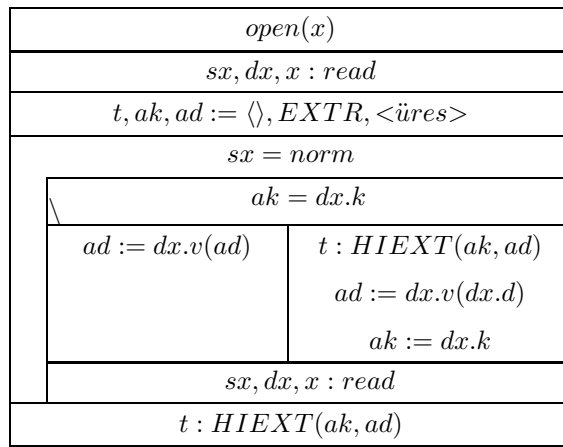 open(x)
sx, dx, x : read
t, ak, ad := ⟨⟩, EXTR, <üres>
sx = norm
\ ak = dx.k
ad := dx.v(ad)
t : HIEXT(ak, ad)
ad := dx.v(dx.d)
ak := dx.k
sx, dx, x : read
t : HIEXT(ak, ad)